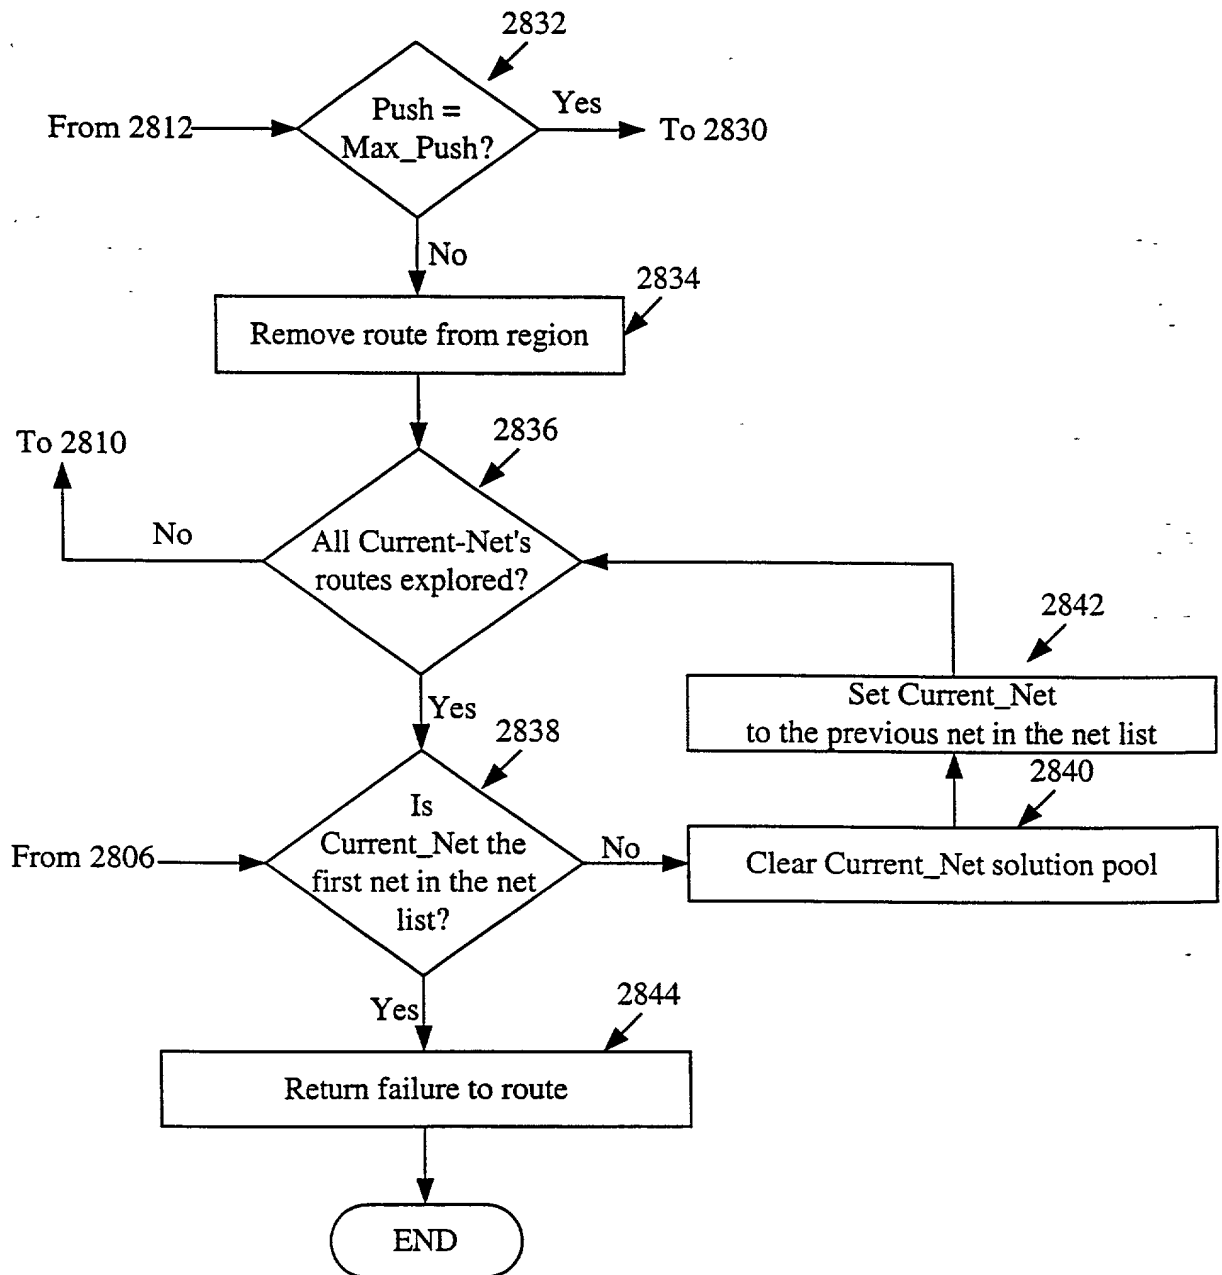 2832
Push =
Max_Push?
From 2812
Yes
To 2830
No
2834
Remove route from region
To 2810
2836
No
All Current-Net's
routes explored?
2842
Set Current_Net
to the previous net in the net list
Yes
2838
2840
Is
Current_Net the
first net in the net
list?
From 2806
No
Clear Current_Net solution pool
Yes
2844
Return failure to route
END